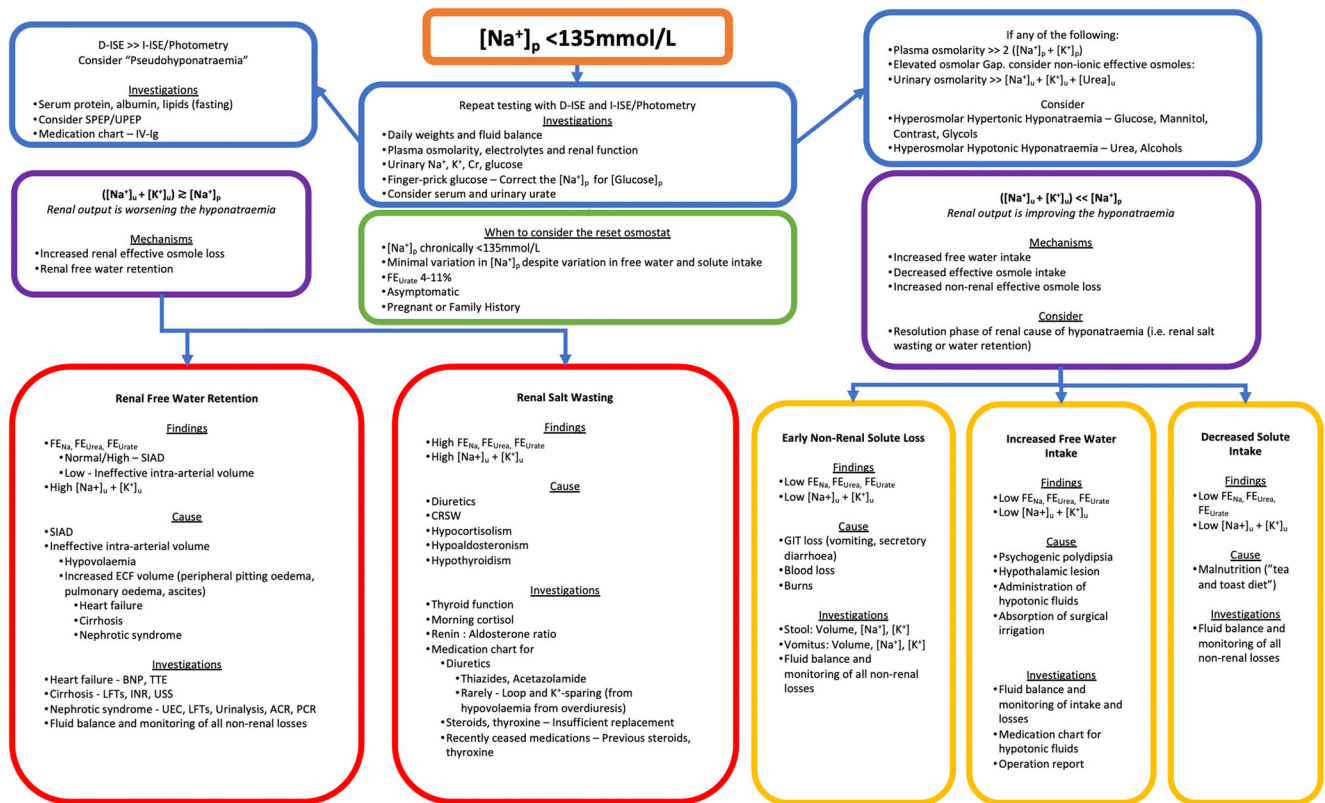 [Na⁺]ₚ <135mmol/L
D-ISE >> I-ISE/Photometry
Consider “Pseudohyponatraemia”
Investigations
•Serum protein, albumin, lipids (fasting)
•Consider SPEP/UPEP
•Medication chart – IV-Ig
Repeat testing with D-ISE and I-ISE/Photometry
Investigations
•Daily weights and fluid balance
•Plasma osmolarity, electrolytes and renal function
•Urinary Na⁺, K⁺, Cr, glucose
•Finger-prick glucose – Correct the [Na⁺]ₚ for [Glucose]ₚ
•Consider serum and urinary urate
If any of the following:
•Plasma osmolarity >> 2 ([Na⁺]ₚ + [K⁺]ₚ)
•Elevated osmolar Gap. consider non-ionic effective osmoles:
•Urinary osmolarity >> [Na⁺]ᵤ + [K⁺]ᵤ + [Urea]ᵤ
Consider
•Hyperosmolar Hypertonic Hyponatraemia – Glucose, Mannitol,
Contrast, Glycols
•Hyperosmolar Hypotonic Hyponatraemia – Urea, Alcohols
([Na⁺]ᵤ + [K⁺]ᵤ) ≳ [Na⁺]ₚ
Renal output is worsening the hyponatraemia
Mechanisms
•Increased renal effective osmole loss
•Renal free water retention
When to consider the reset osmostat
•[Na⁺]ₚ chronically <135mmol/L
•Minimal variation in [Na⁺]ₚ despite variation in free water and solute intake
•FE_Urate 4-11%
•Asymptomatic
•Pregnant or Family History
([Na⁺]ᵤ + [K⁺]ᵤ) << [Na⁺]ₚ
Renal output is improving the hyponatraemia
Mechanisms
•Increased free water intake
•Decreased effective osmole intake
•Increased non-renal effective osmole loss
Consider
•Resolution phase of renal cause of hyponatraemia (i.e. renal salt
wasting or water retention)
Renal Free Water Retention
Findings
•FE_Na, FE_Urea, FE_Urate
•Normal/High – SIAD
•Low - Ineffective intra-arterial volume
•High [Na+]ᵤ + [K⁺]ᵤ
Cause
•SIAD
•Ineffective intra-arterial volume
•Hypovolaemia
•Increased ECF volume (peripheral pitting oedema,
pulmonary oedema, ascites)
•Heart failure
•Cirrhosis
•Nephrotic syndrome
Investigations
•Heart failure - BNP, TTE
•Cirrhosis - LFTs, INR, USS
•Nephrotic syndrome - UEC, LFTs, Urinalysis, ACR, PCR
•Fluid balance and monitoring of all non-renal losses
Renal Salt Wasting
Findings
•High FE_Na, FE_Urea, FE_Urate
•High [Na+]ᵤ + [K⁺]ᵤ
Cause
•Diuretics
•CRSW
•Hypocortisolism
•Hypoaldosteronism
•Hypothyroidism
Investigations
•Thyroid function
•Morning cortisol
•Renin : Aldosterone ratio
•Medication chart for
•Diuretics
•Thiazides, Acetazolamide
•Rarely - Loop and K⁺-sparing (from
hypovolaemia from overdiuresis)
•Steroids, thyroxine – Insufficient replacement
•Recently ceased medications – Previous steroids,
thyroxine
Early Non-Renal Solute Loss
Findings
•Low FE_Na, FE_Urea, FE_Urate
•Low [Na+]ᵤ + [K⁺]ᵤ
Cause
•GIT loss (vomiting, secretory
diarrhoea)
•Blood loss
•Burns
Investigations
•Stool: Volume, [Na⁺], [K⁺]
•Vomitus: Volume, [Na⁺], [K⁺]
•Fluid balance and
monitoring of all non-renal
losses
Increased Free Water
Intake
Findings
•Low FE_Na, FE_Urea, FE_Urate
•Low [Na+]ᵤ + [K⁺]ᵤ
Cause
•Psychogenic polydipsia
•Hypothalamic lesion
•Administration of
hypotonic fluids
•Absorption of surgical
irrigation
Investigations
•Fluid balance and
monitoring of intake and
losses
•Medication chart for
hypotonic fluids
•Operation report
Decreased Solute
Intake
Findings
•Low FE_Na, FE_Urea,
FE_Urate
•Low [Na+]ᵤ + [K⁺]ᵤ
Cause
•Malnutrition (”tea
and toast diet”)
Investigations
•Fluid balance and
monitoring of all
non-renal losses